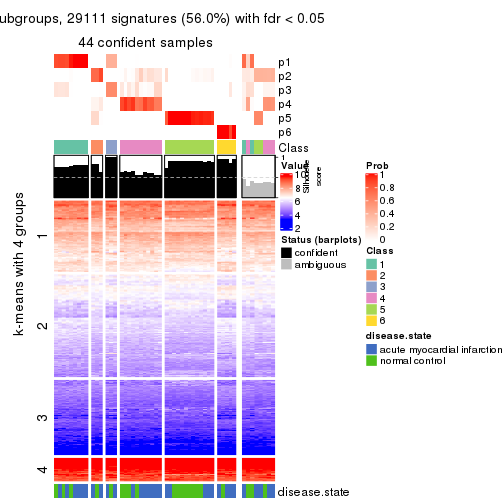 ubgroups, 29111 signatures (56.0%) with fdr < 0.05
44 confident samples
p1
p2
p3
p4
p5
p6
Class
1
Silhouette
score
k-means with 4 groups
1
2
3
4
disease.state
Value
10
8
6
4
2
Status (barplots)
confident
ambiguous
Prob
1
0.8
0.6
0.4
0.2
0
Class
1
2
3
4
5
6
disease.state
acute myocardial infarction
normal control